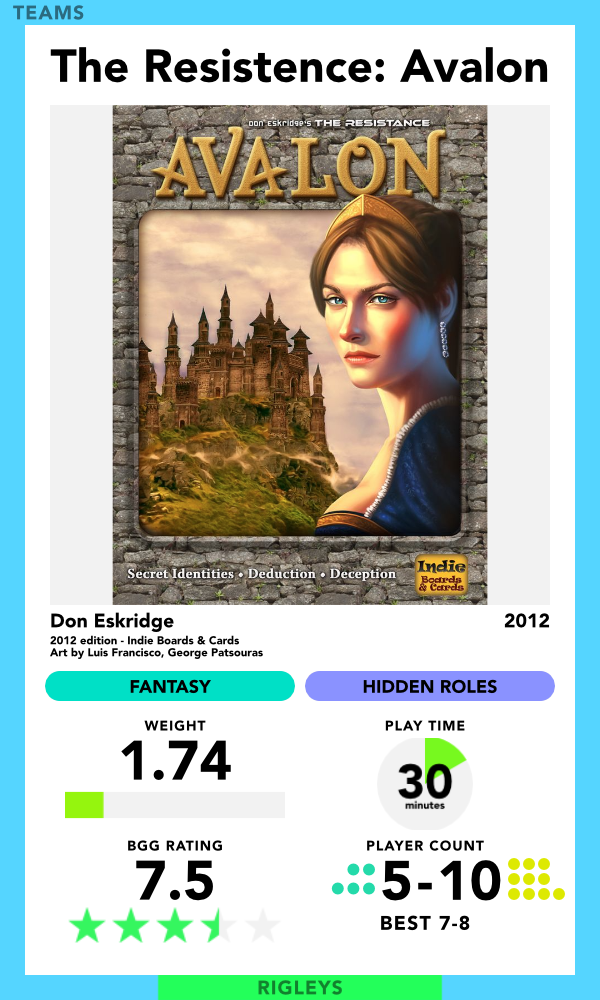 TEAMS
The Resistence: Avalon
DON ESKRIDGE'S THE RESISTANCE
AVALON
Secret Identities • Deduction • Deception
Indie
Boards
& Cards
Don Eskridge 2012
2012 edition - Indie Boards & Cards
Art by Luis Francisco, George Patsouras
FANTASY HIDDEN ROLES
WEIGHT PLAY TIME
1.74 30
minutes
BGG RATING PLAYER COUNT
7.5 5-10
BEST 7-8
RIGLEYS